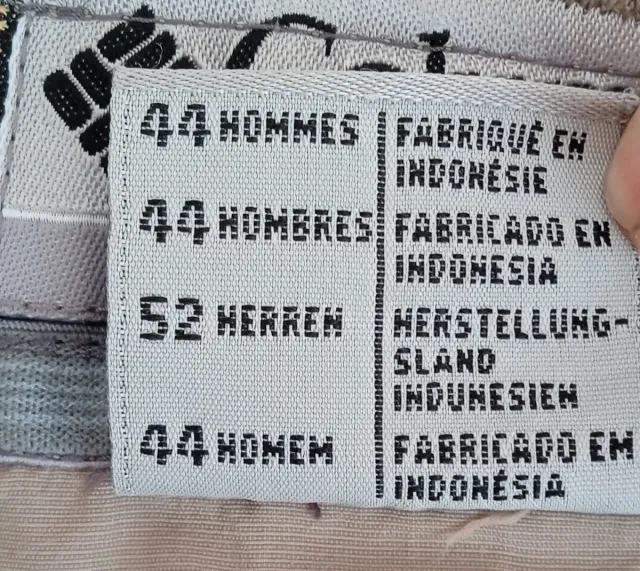 44 HOMMES
FABRIQUÉ EN
INDONÉSIE
44 HOMBRES
FABRICADO EN
INDONESIA
52 HERREN
HERSTELLUNG-
SLAND
INDUNESIEN
44 HOMEM
FABRICADO EM
INDONÉSIA